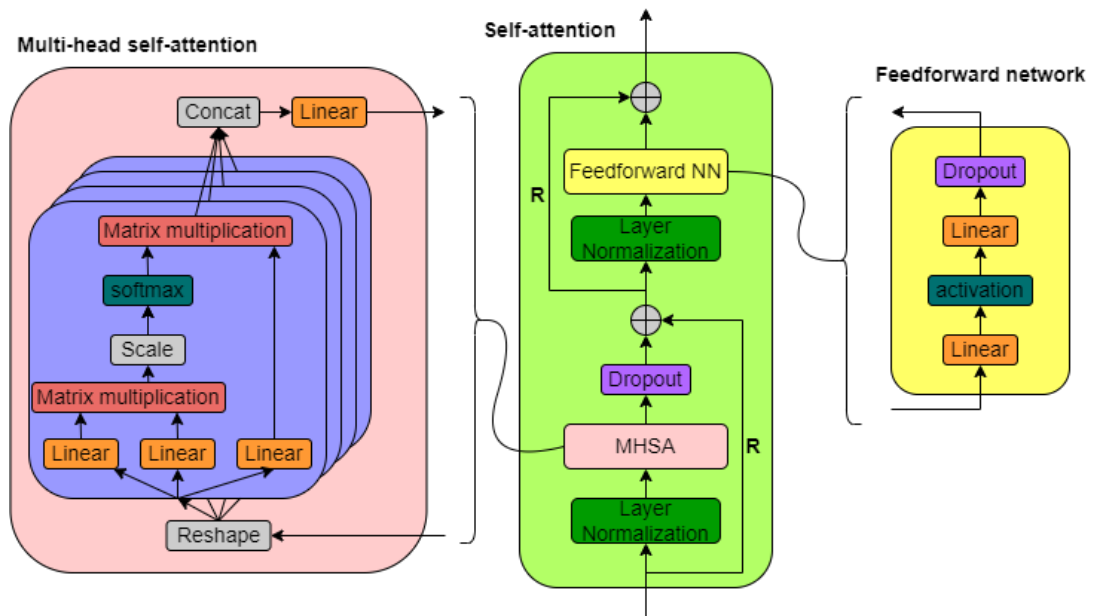 Multi-head self-attention
Concat
Linear
Matrix multiplication
softmax
Scale
Matrix multiplication
Linear
Linear
Linear
Reshape
Self-attention
R
Feedforward NN
Layer
Normalization
Dropout
MHSA
R
Layer
Normalization
Feedforward network
Dropout
Linear
activation
Linear